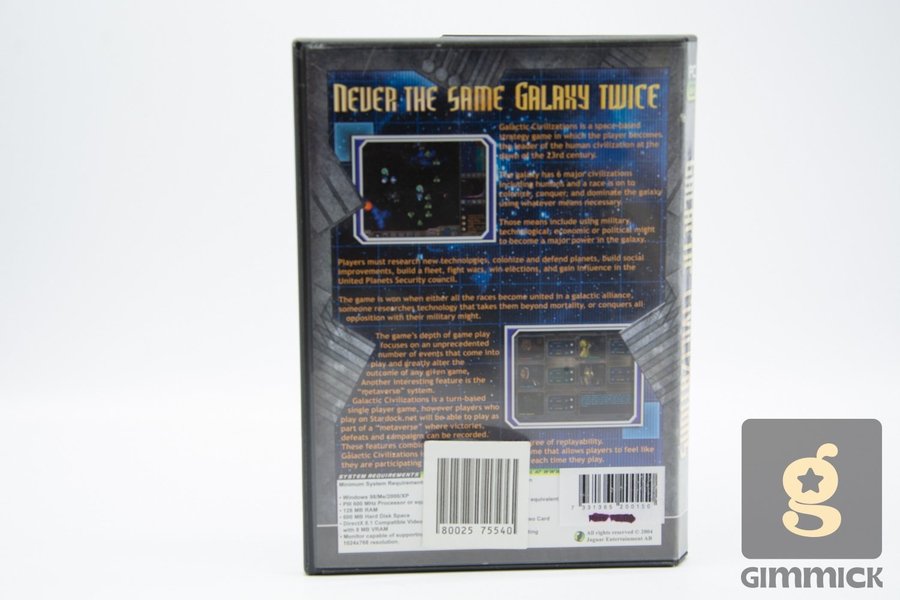 NEVER THE SAME GALAXY TWICE
Galactic Civilizations is a space-based
strategy game in which the player becomes
the leader of the human civilization at the
dawn of the 23rd century.
The galaxy has 6 major civilizations
including humans and a race is on to
colonize, conquer, and dominate the galaxy
using whatever means necessary.
Those means include using military,
technological, economic or political might
to become a major power in the galaxy.
Players must research new technologies, colonize and defend planets, build social
improvements, build a fleet, fight wars, win elections, and gain influence in the
United Planets Security council.
The game is won when either all the races become united in a galactic alliance,
someone researches technology that takes them beyond mortality, or conquers all
opposition with their military might.
The game's depth of game play
focuses on an unprecedented
number of events that come into
play and greatly alter the
outcome of any given game.
Another interesting feature is the
"metaverse" system.
Galactic Civilizations is a turn-based
single player game, however players who
play on Stardock.net will be able to play as
part of a "metaverse" where victories,
defeats and campaigns can be recorded.
These features combi ree of replayability.
Galactic Civilizations me that allows players to feel like
they are participating each time they play.
SYSTEM REQUIREMENTS
Minimum System Requirement
• Windows 98/Me/2000/XP
• PIII 600 MHz Processor or equ equivalent
• 128 MB RAM
• 600 MB Hard Disk Space
• DirectX 8.1 Compatible Video eo Card
with 8 MB VRAM
• Monitor capable of supporting ting
1024x768 resolution.
80025 75540
All rights reserved © 2004
Jaguar Entertainment AB
PC
g
GIMMICK